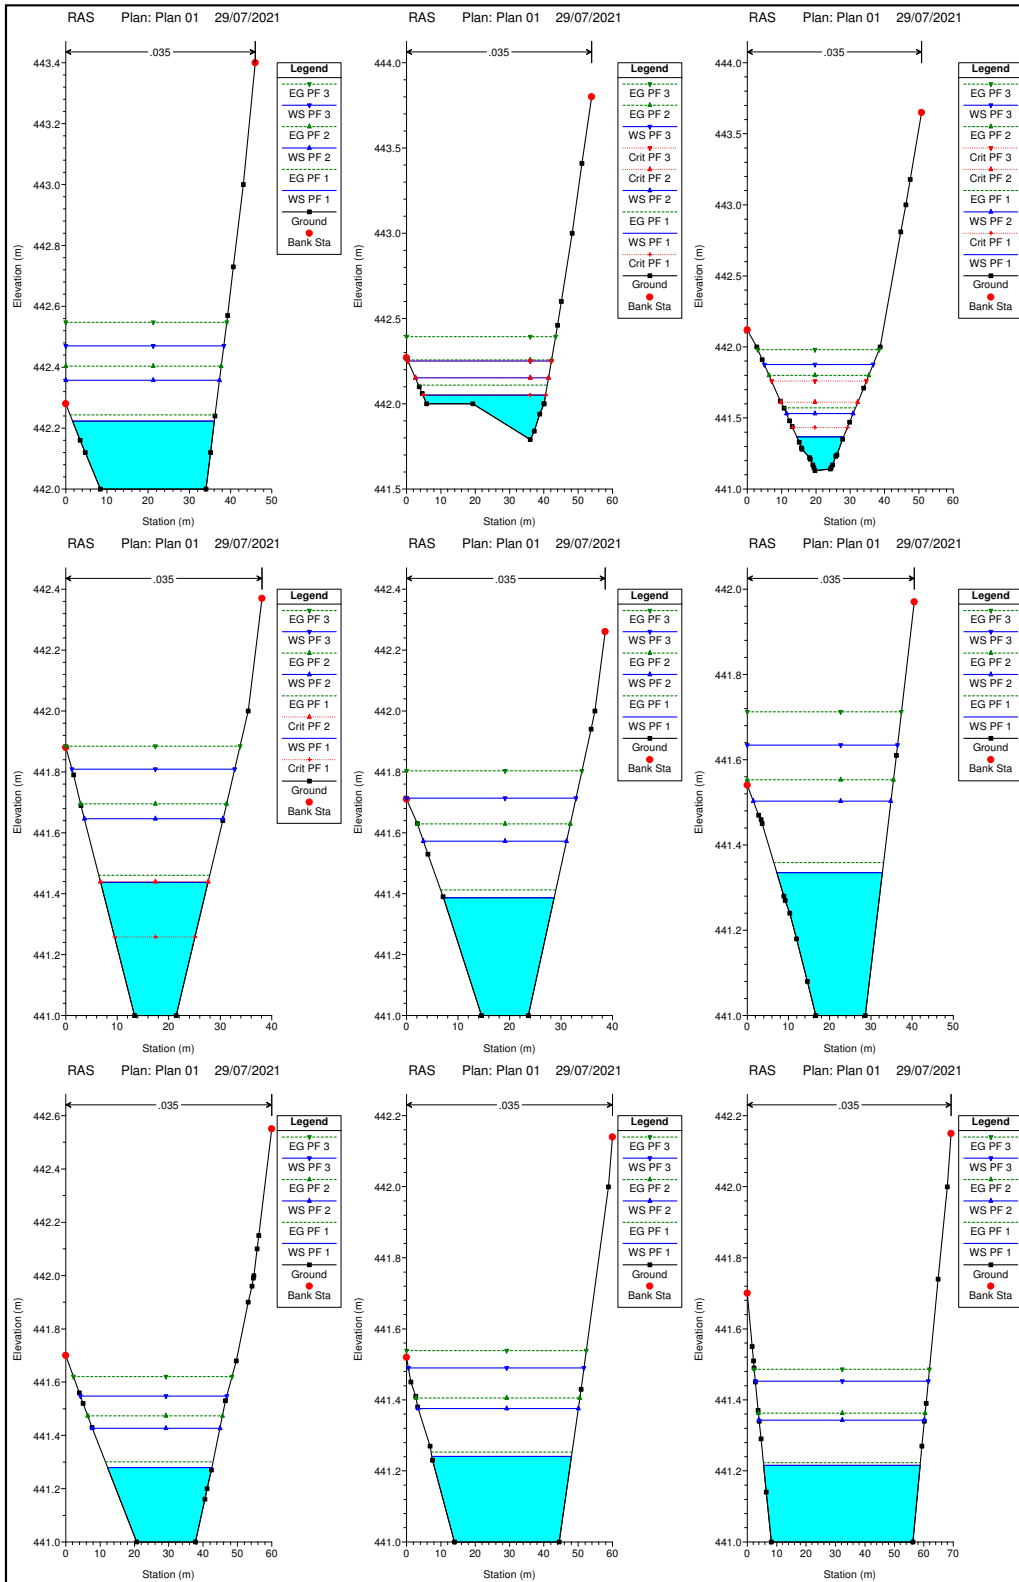 RAS Plan: Plan 01 29/07/2021
.035
Elevation (m)
443.4
443.2
443.0
442.8
442.6
442.4
442.2
442.0
0 10 20 30 40 50
Station (m)
Legend
EG PF 3
WS PF 3
EG PF 2
WS PF 2
EG PF 1
WS PF 1
Ground
Bank Sta
RAS Plan: Plan 01 29/07/2021
.035
Elevation (m)
444.0
443.5
443.0
442.5
442.0
441.5
0 10 20 30 40 50 60
Station (m)
Legend
EG PF 3
EG PF 2
WS PF 3
Crit PF 3
Crit PF 2
WS PF 2
EG PF 1
WS PF 1
Crit PF 1
Ground
Bank Sta
RAS Plan: Plan 01 29/07/2021
.035
Elevation (m)
444.0
443.5
443.0
442.5
442.0
441.5
441.0
0 10 20 30 40 50 60
Station (m)
Legend
EG PF 3
WS PF 3
EG PF 2
Crit PF 3
Crit PF 2
EG PF 1
WS PF 2
Crit PF 1
WS PF 1
Ground
Bank Sta
RAS Plan: Plan 01 29/07/2021
.035
Elevation (m)
442.4
442.2
442.0
441.8
441.6
441.4
441.2
441.0
0 10 20 30 40
Station (m)
Legend
EG PF 3
WS PF 3
EG PF 2
WS PF 2
EG PF 1
Crit PF 2
WS PF 1
Crit PF 1
Ground
Bank Sta
RAS Plan: Plan 01 29/07/2021
.035
Elevation (m)
442.4
442.2
442.0
441.8
441.6
441.4
441.2
441.0
0 10 20 30 40
Station (m)
Legend
EG PF 3
WS PF 3
EG PF 2
WS PF 2
EG PF 1
WS PF 1
Ground
Bank Sta
RAS Plan: Plan 01 29/07/2021
.035
Elevation (m)
442.0
441.8
441.6
441.4
441.2
441.0
0 10 20 30 40 50
Station (m)
Legend
EG PF 3
WS PF 3
EG PF 2
WS PF 2
EG PF 1
WS PF 1
Ground
Bank Sta
RAS Plan: Plan 01 29/07/2021
.035
Elevation (m)
442.6
442.4
442.2
442.0
441.8
441.6
441.4
441.2
441.0
0 10 20 30 40 50 60
Station (m)
Legend
EG PF 3
WS PF 3
EG PF 2
WS PF 2
EG PF 1
WS PF 1
Ground
Bank Sta
RAS Plan: Plan 01 29/07/2021
.035
Elevation (m)
442.2
442.0
441.8
441.6
441.4
441.2
441.0
0 10 20 30 40 50 60
Station (m)
Legend
EG PF 3
WS PF 3
EG PF 2
WS PF 2
EG PF 1
WS PF 1
Ground
Bank Sta
RAS Plan: Plan 01 29/07/2021
.035
Elevation (m)
442.2
442.0
441.8
441.6
441.4
441.2
441.0
0 10 20 30 40 50 60 70
Station (m)
Legend
EG PF 3
WS PF 3
EG PF 2
WS PF 2
EG PF 1
WS PF 1
Ground
Bank Sta